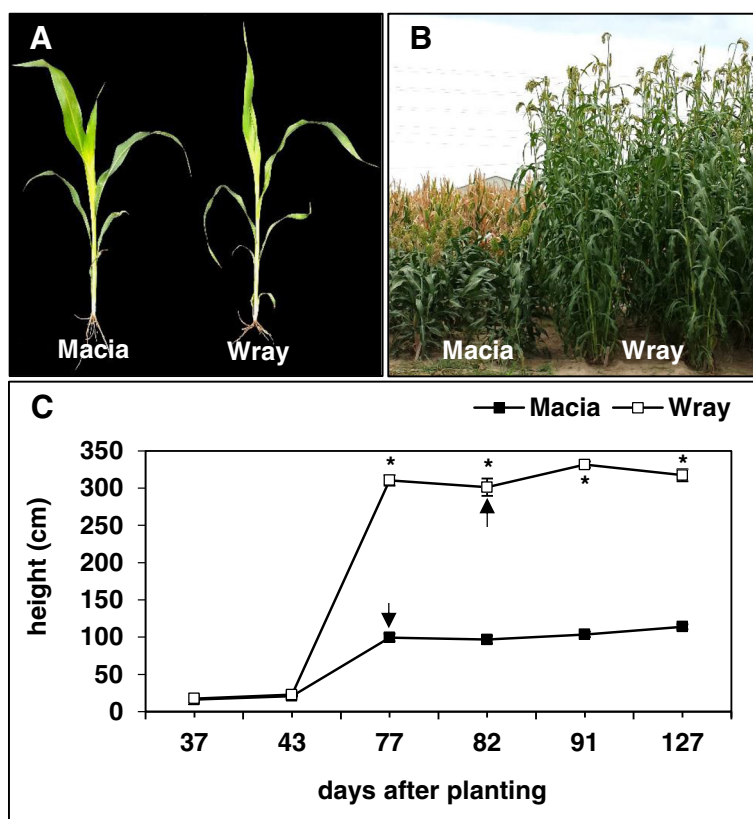 A
Macia Wray
B
Macia Wray
C
Macia Wray
350
300
250
200
150
100
50
0
height (cm)
* * * *
37 43 77 82 91 127
days after planting